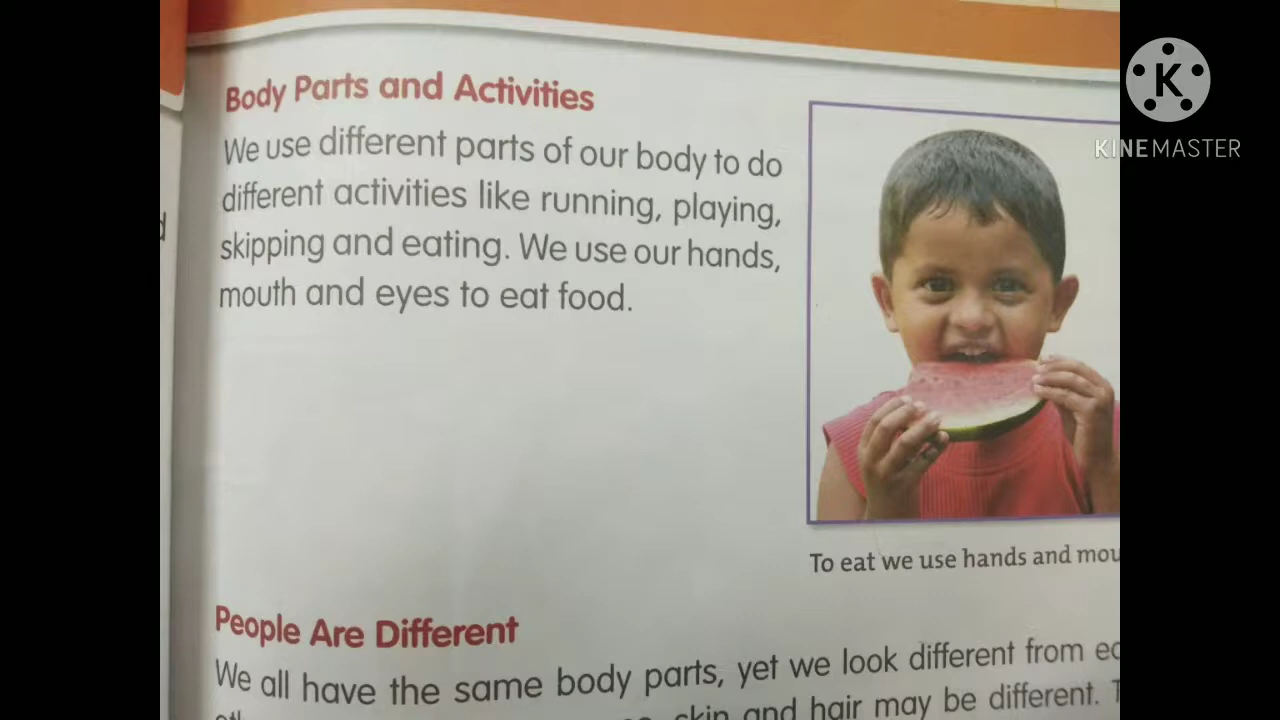 Body Parts and Activities
We use different parts of our body to do
different activities like running, playing,
skipping and eating. We use our hands,
mouth and eyes to eat food.
To eat we use hands and
People Are Different
We all have the same body parts, yet we look different from
skin and hair may be different.
K
KINEMASTER